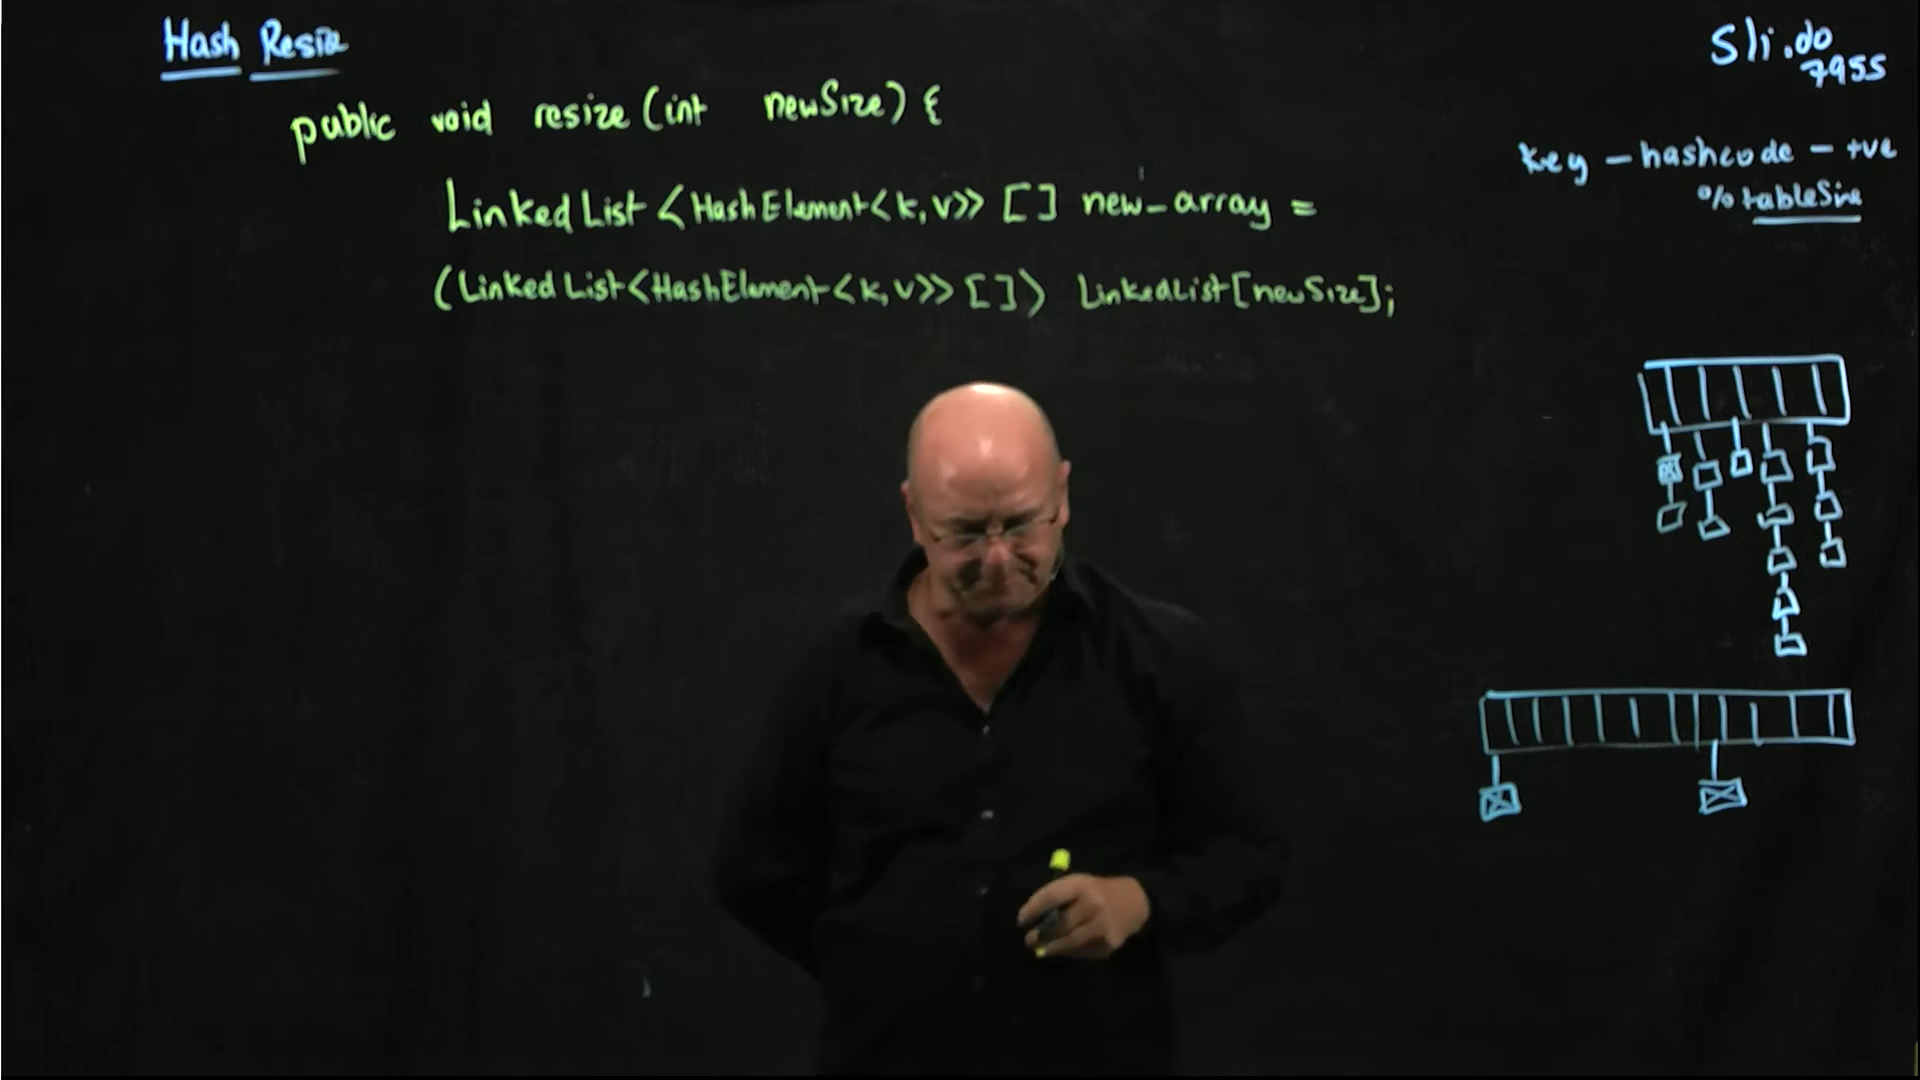 Hash Resize
public void resize (int newSize) {
LinkedList <HashElement<k,v>> [] new_array =
(LinkedList<HashElement<k,v>> []) LinkedList[newSize];
Sli.do
7955
key - hashcode - +ve
% tableSize